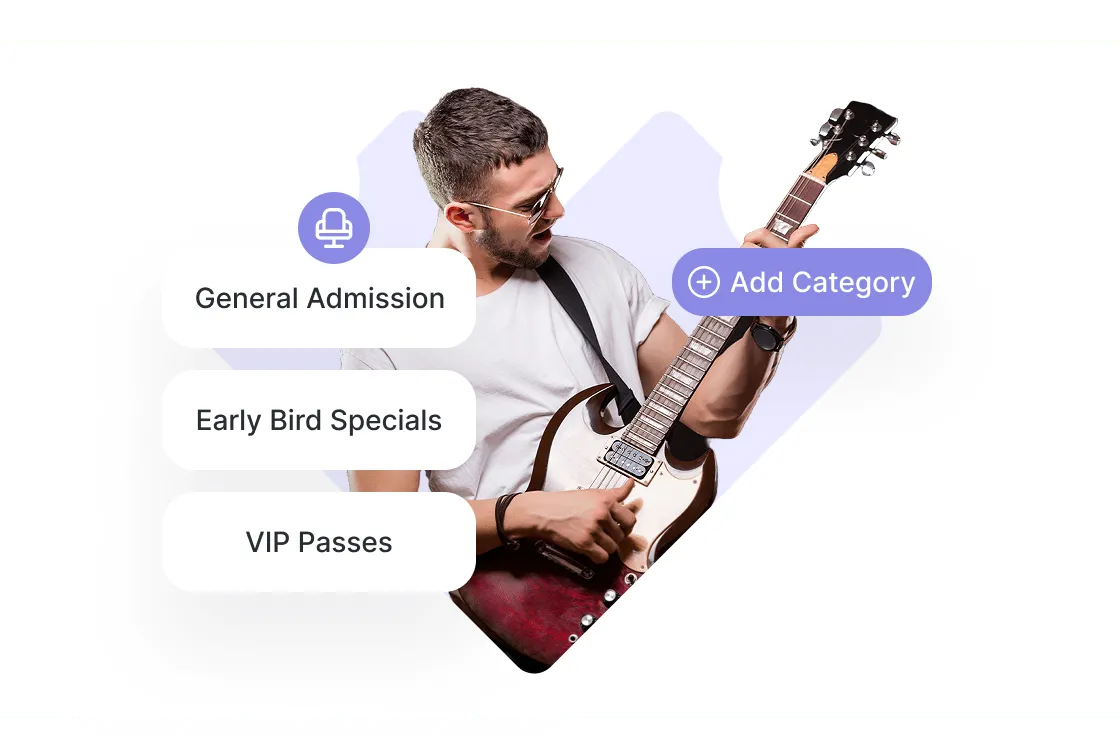 General Admission
Add Category
Early Bird Specials
VIP Passes